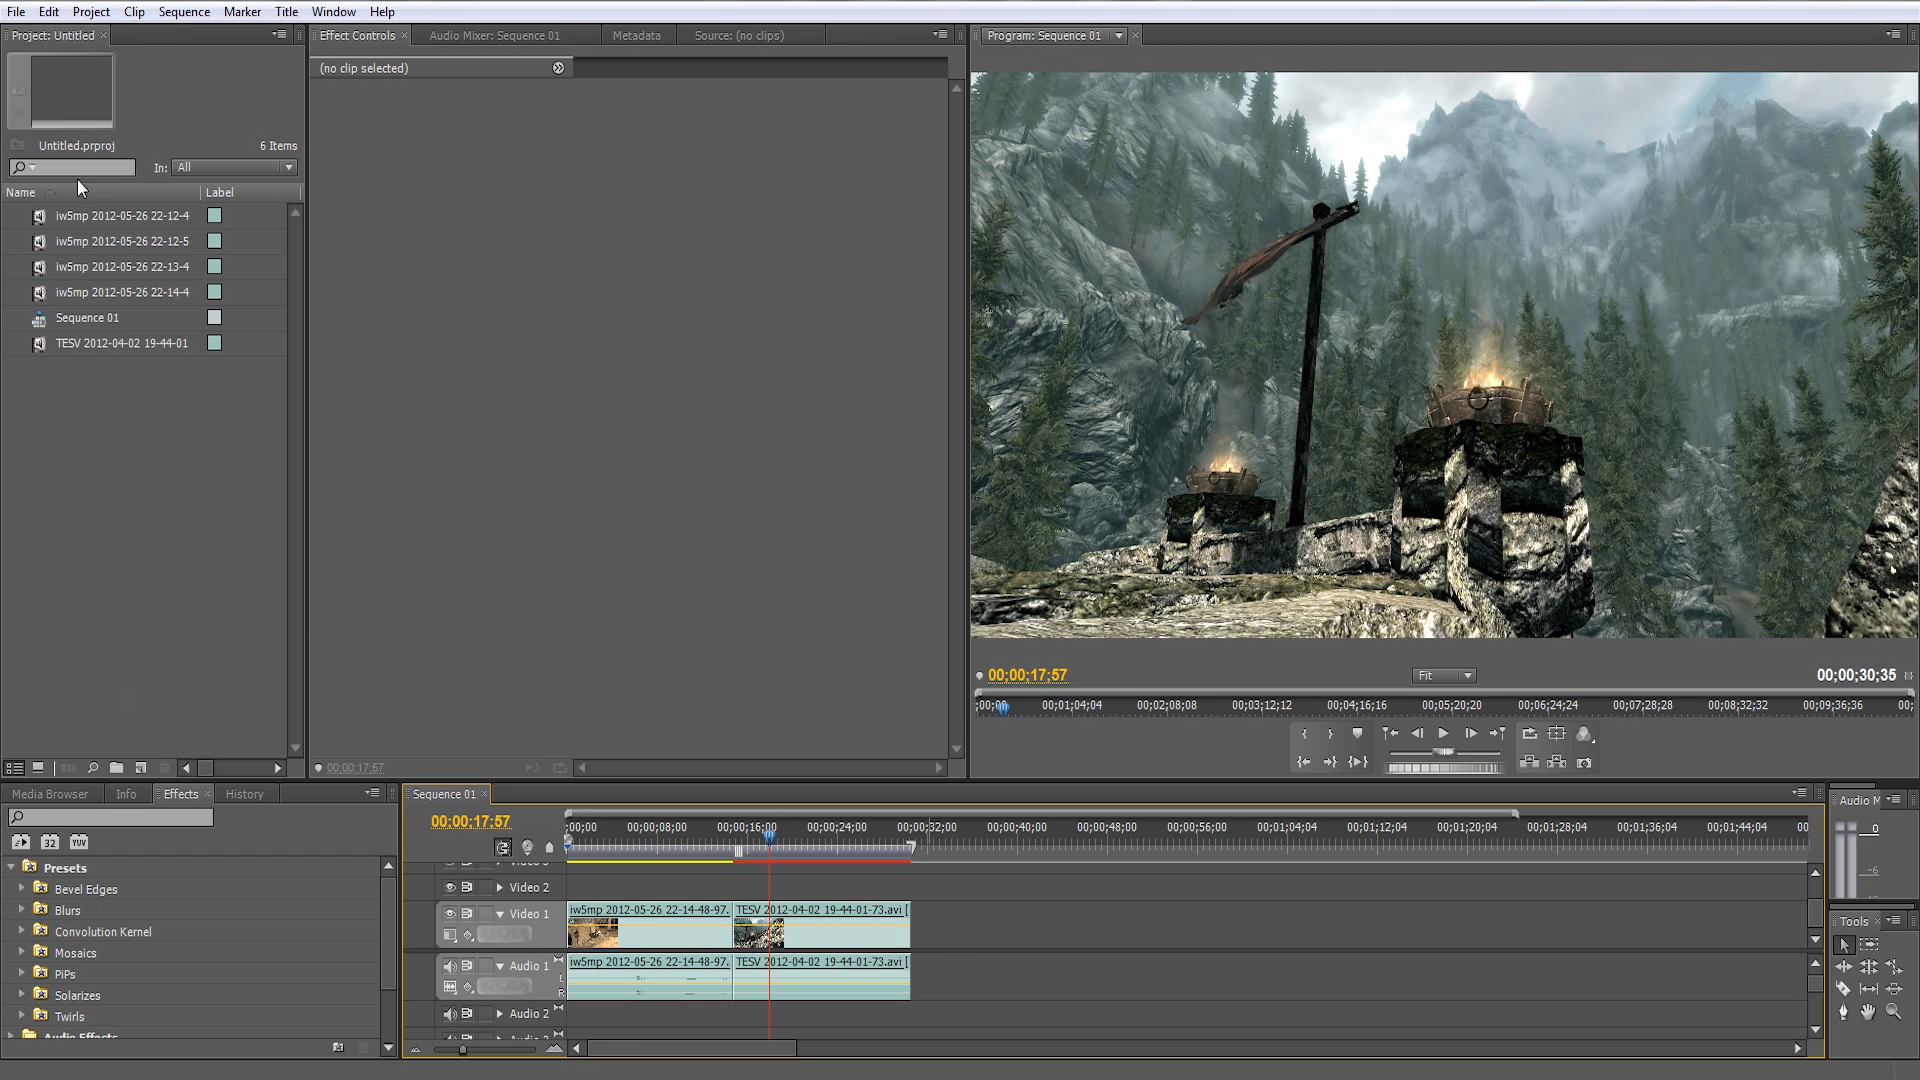 File Edit Project Clip Sequence Marker Title Window Help
Project: Untitled
Untitled.prproj 6 Items
In: All
Name Label
iw5mp 2012-05-26 22-12-4
iw5mp 2012-05-26 22-12-5
iw5mp 2012-05-26 22-13-4
iw5mp 2012-05-26 22-14-4
Sequence 01
TESV 2012-04-02 19-44-01
Effect Controls Audio Mixer: Sequence 01 Metadata Source: (no clips)
(no clip selected)
00;00;17;57
Program: Sequence 01
00;00;17;57 Fit 00;00;30;35
;00;00 00;01;04;04 00;02;08;08 00;03;12;12 00;04;16;16 00;05;20;20 00;06;24;24 00;07;28;28 00;08;32;32 00;09;36;36 00;
Media Browser Info Effects History
32 YUV
Presets
Bevel Edges
Blurs
Convolution Kernel
Mosaics
PiPs
Solarizes
Twirls
Audio Effects
Sequence 01
00;00;17;57
;00;00 00;00;08;00 00;00;16;00 00;00;24;00 00;00;32;00 00;00;40;00 00;00;48;00 00;00;56;00 00;01;04;00 00;01;12;04 00;01;20;04 00;01;28;04 00;01;36;04 00;01;44;04 00
Video 2
Video 1 iw5mp 2012-05-26 22-14-48-97. TESV 2012-04-02 19-44-01-73.avi [
Audio 1 iw5mp 2012-05-26 22-14-48-97. TESV 2012-04-02 19-44-01-73.avi [
L
R
Audio 2
Audio M
0
-6
Tools